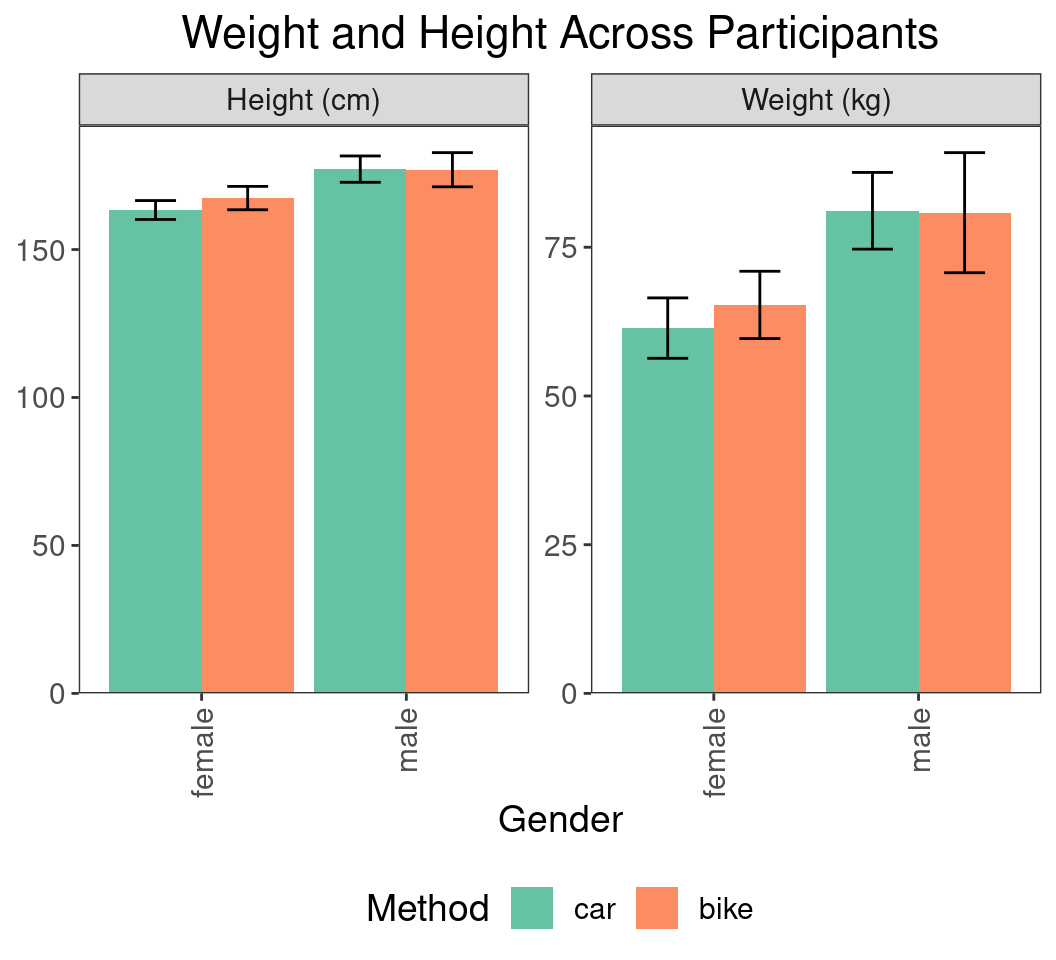 Weight and Height Across Participants
Height (cm)
Weight (kg)
150
100
50
0
75
50
25
0
female
male
female
male
Gender
Method
car
bike